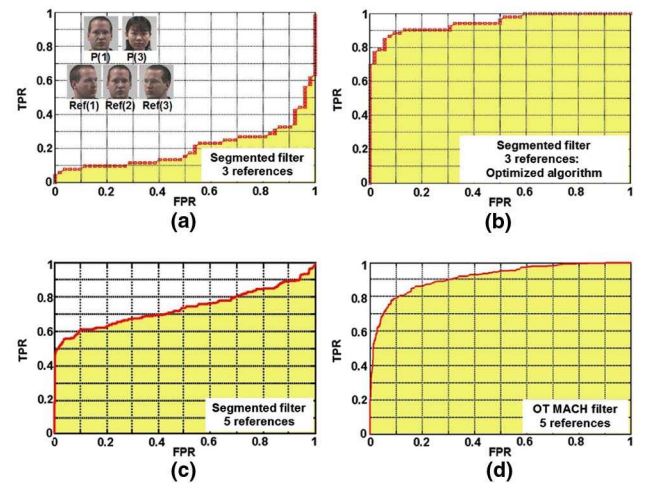 1
0.8
0.6
0.4
0.2
0
TPR
P(1) P(3)
Ref(1) Ref(2) Ref(3)
Segmented filter
3 references
0.2 0.4 0.6 0.8 1
FPR
(a)
1
0.8
0.6
0.4
0.2
0
TPR
Segmented filter
3 references:
Optimized algorithm
0 0.2 0.4 0.6 0.8 1
FPR
(b)
1
0.8
0.6
0.4
0.2
0
TPR
Segmented filter
5 references
0 0.2 0.4 0.6 0.8 1
FPR
(c)
1
0.8
0.6
0.4
0.2
0
TPR
OT MACH filter
5 references
0 0.2 0.4 0.6 0.8 1
FPR
(d)